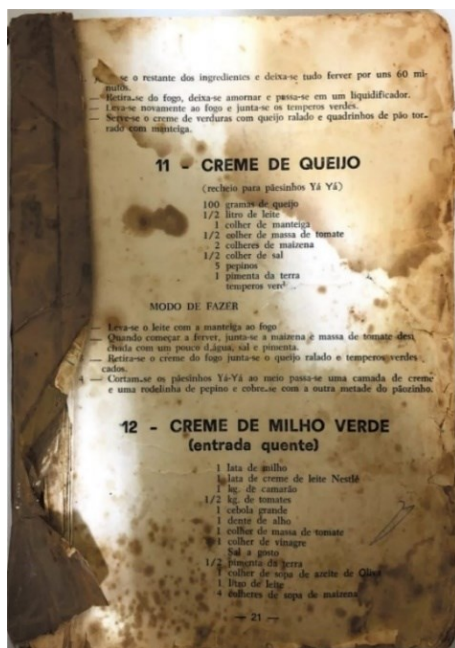 se o restante dos ingredientes e deixa-se tudo ferver por uns 60 mi-
nutos.
— Retira-se do fogo, deixa-se amornar e passa-se em um liquidificador.
— Leva-se novamente ao fogo e junta-se os temperos verdes.
— Serve-se o creme de verduras com queijo ralado e quadrinhos de pão tor-
rado com manteiga.
11 - CREME DE QUEIJO
(recheio para pãesinhos Yá Yá)
100 gramas de queijo
1/2 litro de leite
1 colher de manteiga
1/2 colher de massa de tomate
2 colheres de maizena
1/2 colher de sal
5 pepinos
1 pimenta da terra
temperos
MODO DE FAZER
— Leva-se o leite com a manteiga ao fogo
— Quando começar a ferver, junta-se a maizena e massa de tomate
com um pouco d.água, sal e pimenta.
— Retira-se o creme do fogo junta-se o queijo ralado e temperos verdes
cados.
— Cortam-se os pãesinhos Yá-Yá ao meio passa-se uma camada de creme
e uma rodelinha de pepino e cobre-se com a outra metade do pãozinho.
12 - CREME DE MILHO VERDE
(entrada quente)
1 lata de milho
1 lata de creme de leite Nestlé
1 kg. de camarão
1/2 kg. de tomates
1 cebola grande
1 dente de alho
1 colher de massa de tomate
1 colher de vinagre
Sal a gosto
1/2 pimenta da terra
1 colher de sopa de azeite de Oliva
1 litro de leite
4 colheres de sopa de maizena
— 21 —